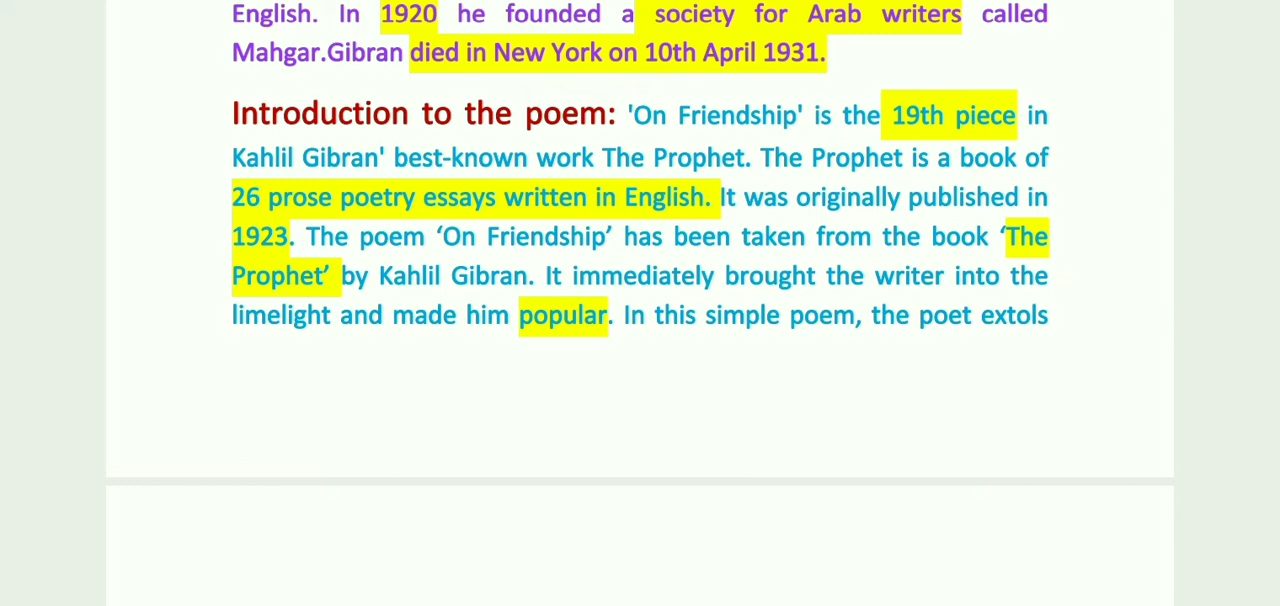 English. In 1920 he founded a society for Arab writers called
Mahgar.Gibran died in New York on 10th April 1931.
Introduction to the poem: 'On Friendship' is the 19th piece in
Kahlil Gibran' best-known work The Prophet. The Prophet is a book of
26 prose poetry essays written in English. It was originally published in
1923. The poem ‘On Friendship’ has been taken from the book ‘The
Prophet’ by Kahlil Gibran. It immediately brought the writer into the
limelight and made him popular. In this simple poem, the poet extols